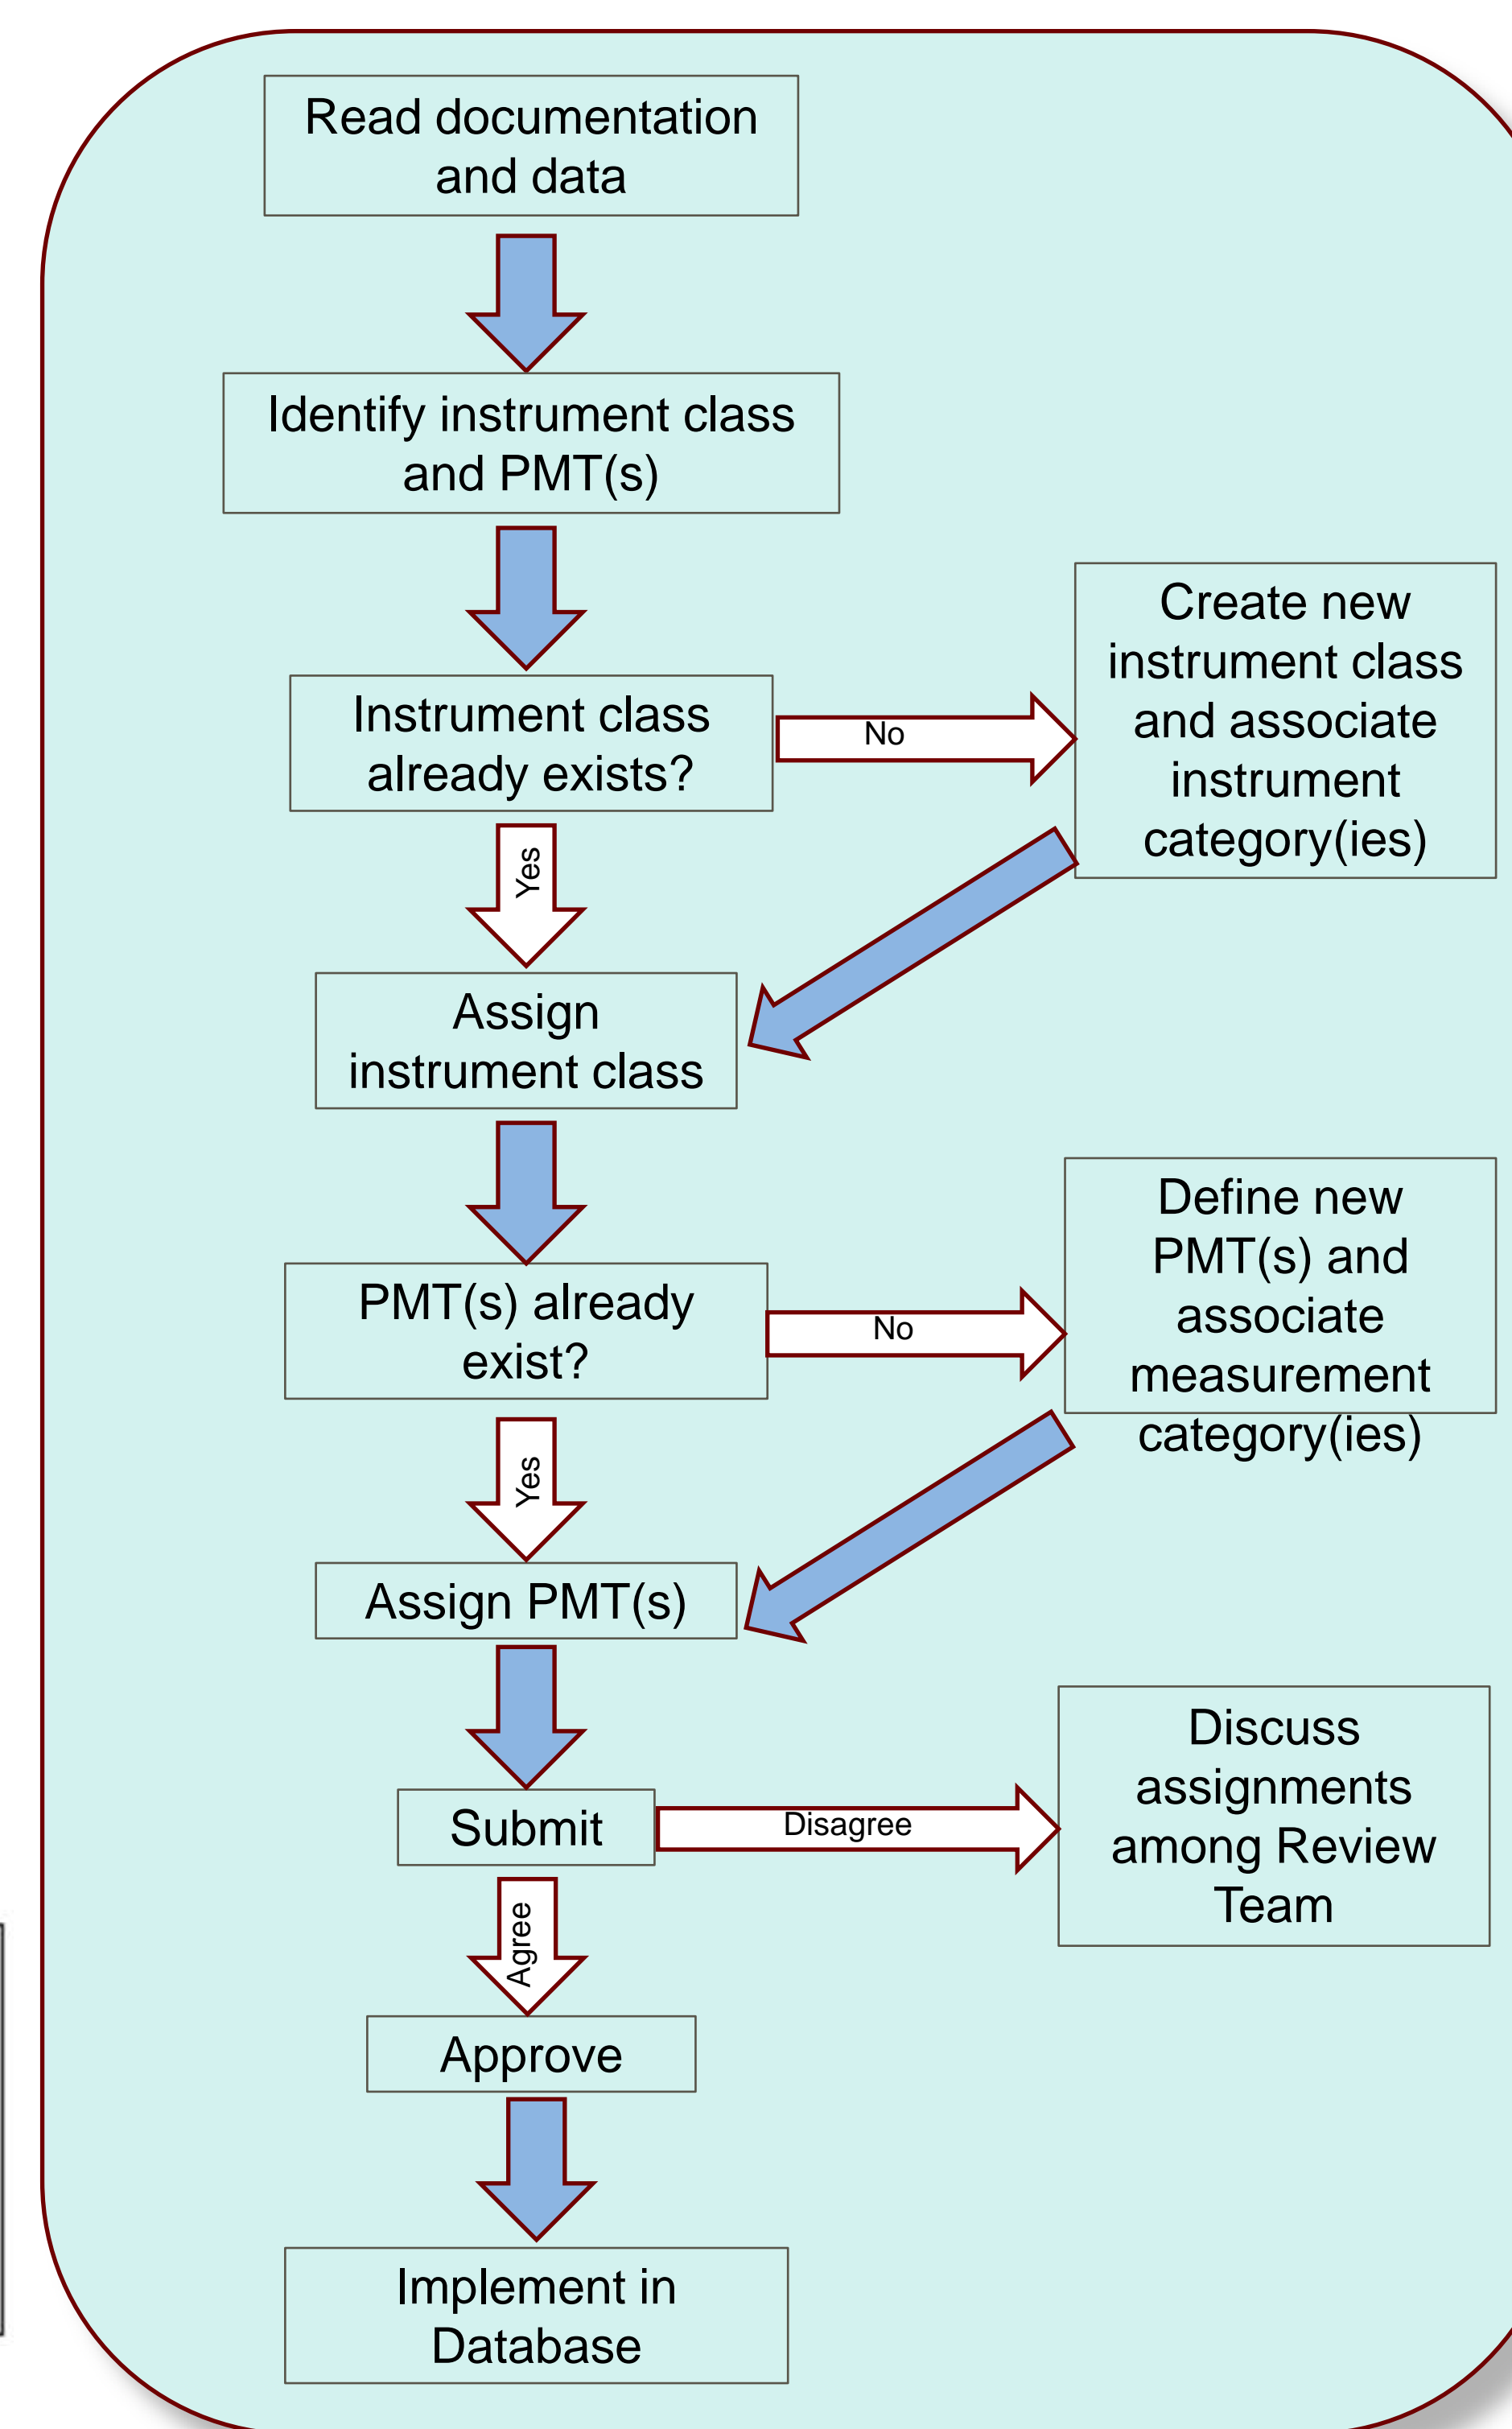 Read documentation
and data
Identify instrument class
and PMT(s)
Instrument class
already exists?
No
Create new
instrument class
and associate
instrument
category(ies)
Yes
Assign
instrument class
PMT(s) already
exist?
No
Define new
PMT(s) and
associate
measurement
category(ies)
Yes
Assign PMT(s)
Submit
Disagree
Discuss
assignments
among Review
Team
Agree
Approve
Implement in
Database